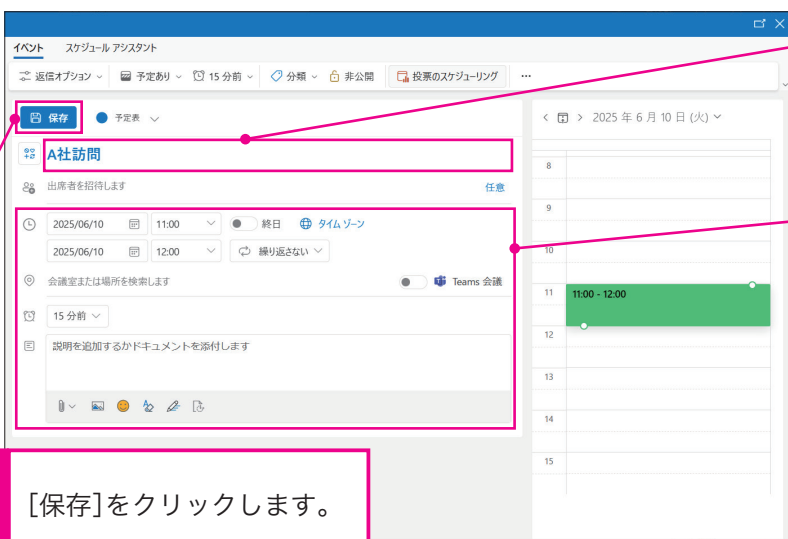 イベント スケジュール アシスタント
返信オプション 予定あり 15 分前 分類 非公開 投票のスケジューリング …
保存 予定表
2025 年 6 月 10 日 (火)
A社訪問
出席者を招待します 任意
2025/06/10 11:00 終日 タイム ゾーン
2025/06/10 12:00 繰り返さない
会議室または場所を検索します Teams 会議
15 分前
説明を追加するかドキュメントを添付します
8
9
10
11 11:00 - 12:00
12
13
14
15
[保存]をクリックします。